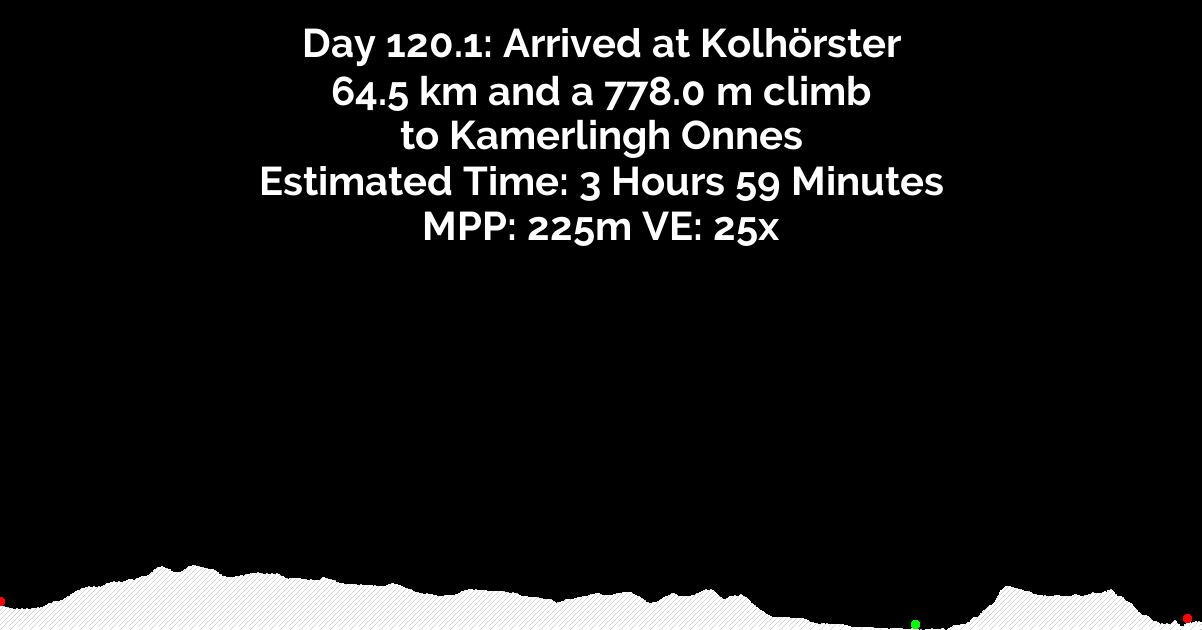 Day 120.1: Arrived at Kolhörster
64.5 km and a 778.0 m climb
to Kamerlingh Onnes
Estimated Time: 3 Hours 59 Minutes
MPP: 225m VE: 25x